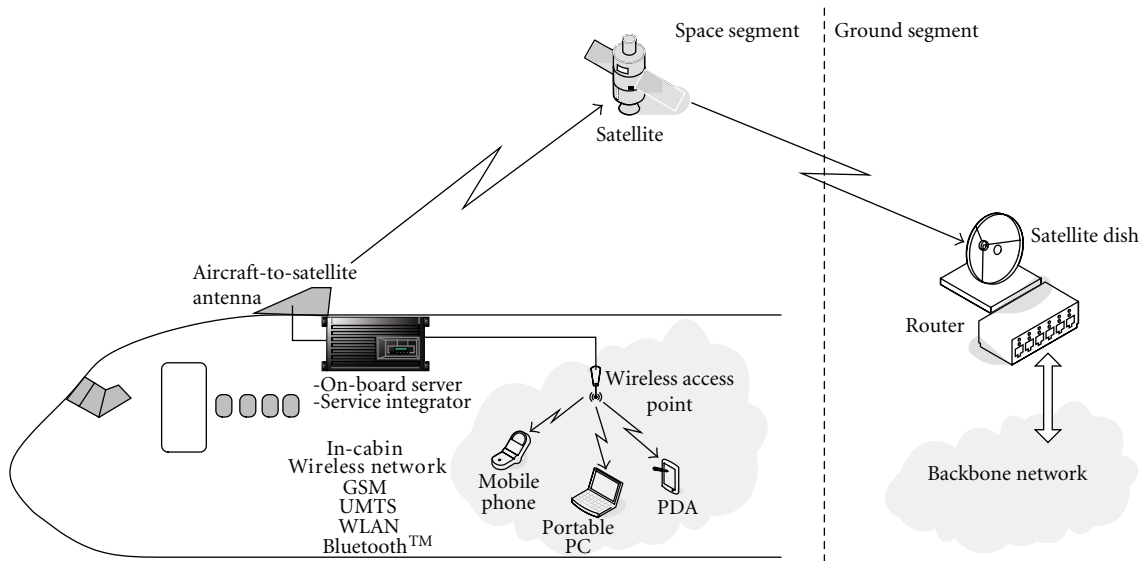 Space segment
Ground segment
Satellite
Satellite dish
Aircraft-to-satellite
antenna
Router
-On-board server
-Service integrator
Wireless access
point
In-cabin
Wireless network
GSM
UMTS
WLAN
Bluetooth™
Mobile
phone
Portable
PC
PDA
Backbone network